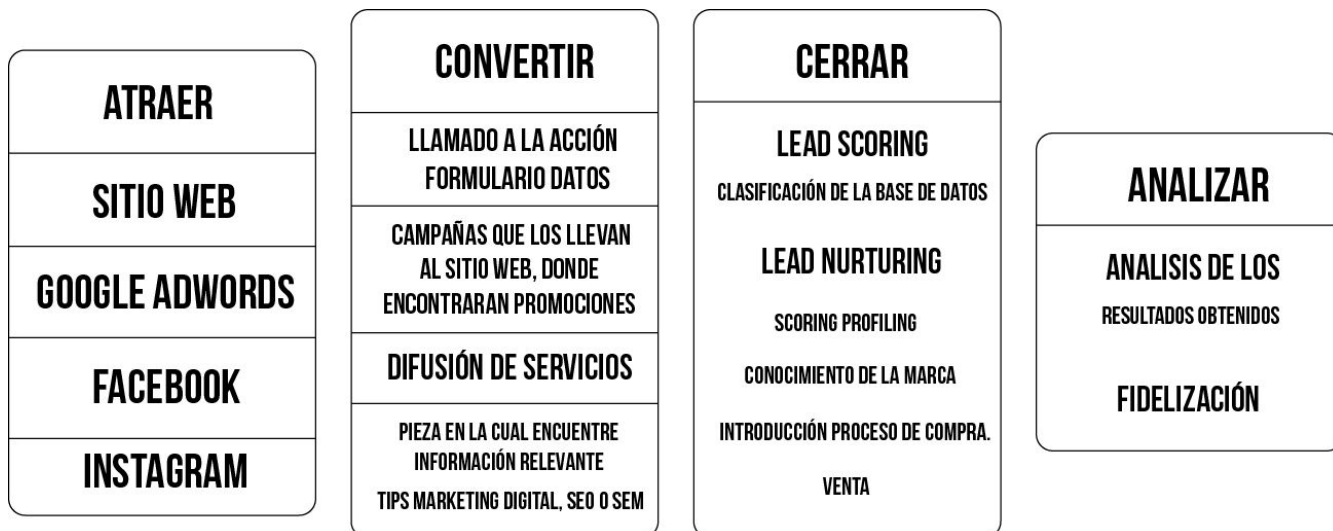 ATRAER
SITIO WEB
GOOGLE ADWORDS
FACEBOOK
INSTAGRAM
CONVERTIR
LLAMADO A LA ACCIÓN
FORMULARIO DATOS
CAMPAÑAS QUE LOS LLEVAN
AL SITIO WEB, DONDE
ENCONTRARAN PROMOCIONES
DIFUSIÓN DE SERVICIOS
PIEZA EN LA CUAL ENCUENTRE
INFORMACIÓN RELEVANTE
TIPS MARKETING DIGITAL, SEO O SEM
CERRAR
LEAD SCORING
CLASIFICACIÓN DE LA BASE DE DATOS
LEAD NURTURING
SCORING PROFILING
CONOCIMIENTO DE LA MARCA
INTRODUCCIÓN PROCESO DE COMPRA.
VENTA
ANALIZAR
ANALISIS DE LOS
RESULTADOS OBTENIDOS
FIDELIZACIÓN